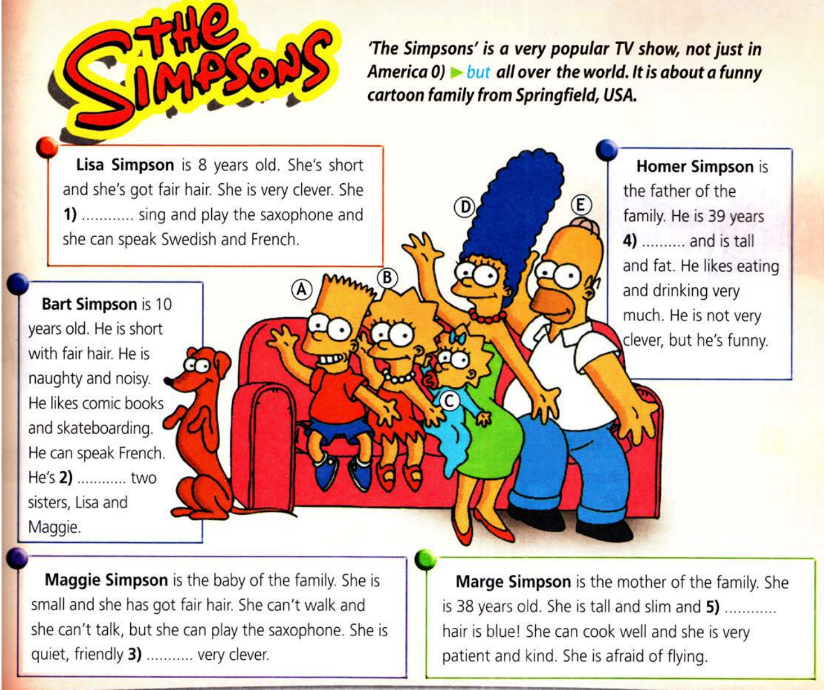 THE
SIMPSONS
'The Simpsons' is a very popular TV show, not just in
America 0) ► but all over the world. It is about a funny
cartoon family from Springfield, USA.
Lisa Simpson is 8 years old. She's short
and she's got fair hair. She is very clever. She
1) ............ sing and play the saxophone and
she can speak Swedish and French.
Homer Simpson is
the father of the
family. He is 39 years
4) .......... and is tall
and fat. He likes eating
and drinking very
much. He is not very
clever, but he's funny.
Bart Simpson is 10
years old. He is short
with fair hair. He is
naughty and noisy.
He likes comic books
and skateboarding.
He can speak French.
He's 2) ............ two
sisters, Lisa and
Maggie.
A
B
C
D
E
Maggie Simpson is the baby of the family. She is
small and she has got fair hair. She can't walk and
she can't talk, but she can play the saxophone. She is
quiet, friendly 3) ........... very clever.
Marge Simpson is the mother of the family. She
is 38 years old. She is tall and slim and 5) ............
hair is blue! She can cook well and she is very
patient and kind. She is afraid of flying.